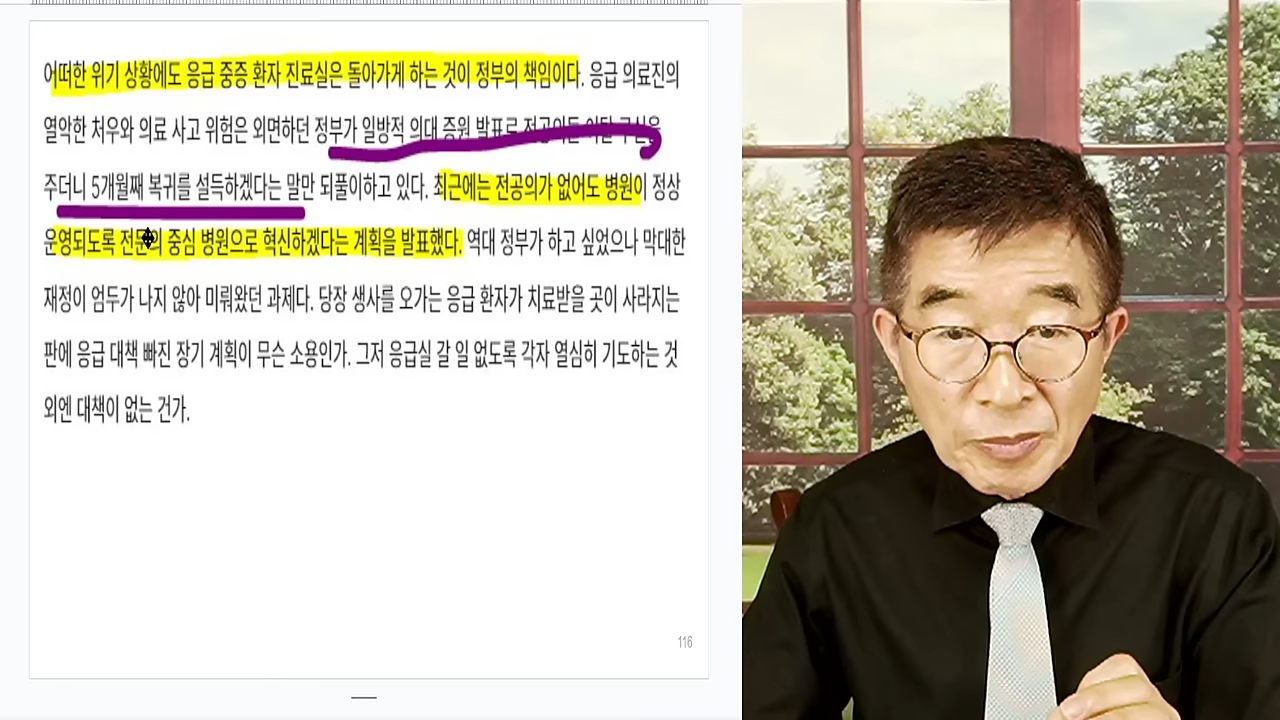 어떠한 위기 상황에도 응급 중증 환자 진료실은 돌아가게 하는 것이 정부의 책임이다. 응급 의료진의
열악한 처우와 의료 사고 위험은 외면하던 정부가 일방적 의대 증원 발표로 전공의들 이탈 구실을
주더니 5개월째 복귀를 설득하겠다는 말만 되풀이하고 있다. 최근에는 전공의가 없어도 병원이 정상
운영되도록 전문의 중심 병원으로 혁신하겠다는 계획을 발표했다. 역대 정부가 하고 싶었으나 막대한
재정이 엄두가 나지 않아 미뤄왔던 과제다. 당장 생사를 오가는 응급 환자가 치료받을 곳이 사라지는
판에 응급 대책 빠진 장기 계획이 무슨 소용인가. 그저 응급실 갈 일 없도록 각자 열심히 기도하는 것
외엔 대책이 없는 건가.
116